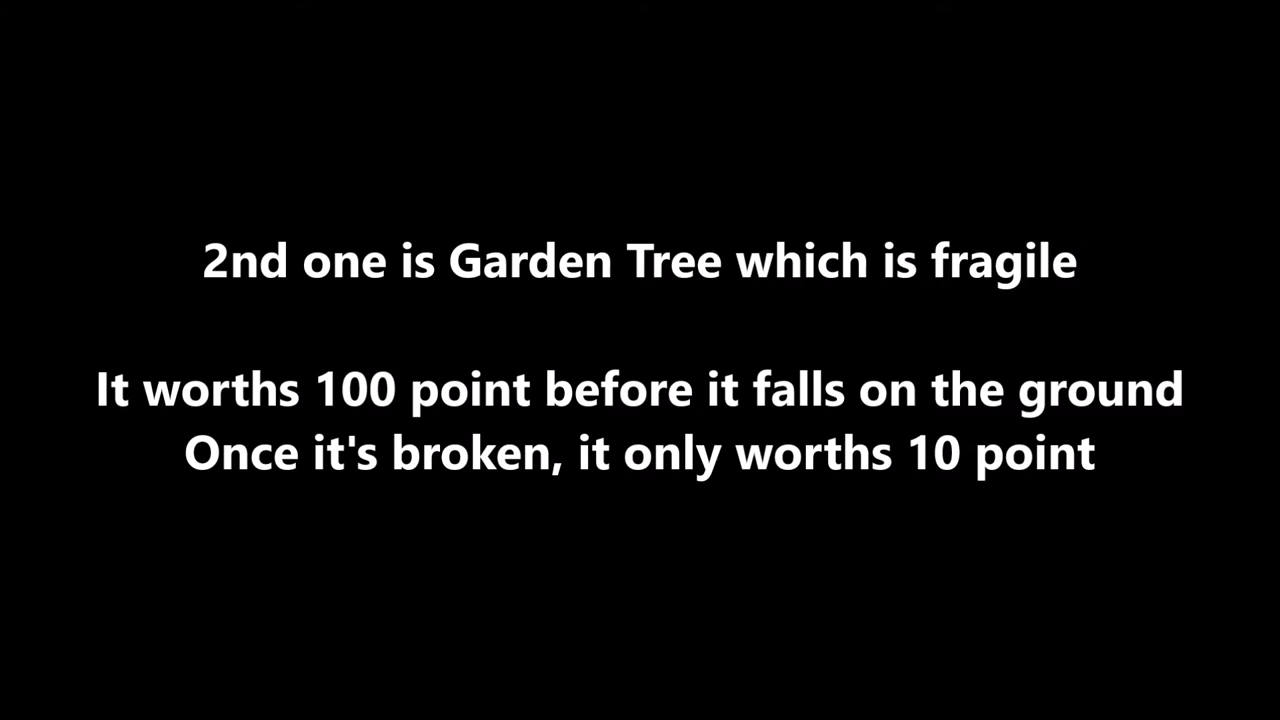 2nd one is Garden Tree which is fragile
It worths 100 point before it falls on the ground
Once it's broken, it only worths 10 point